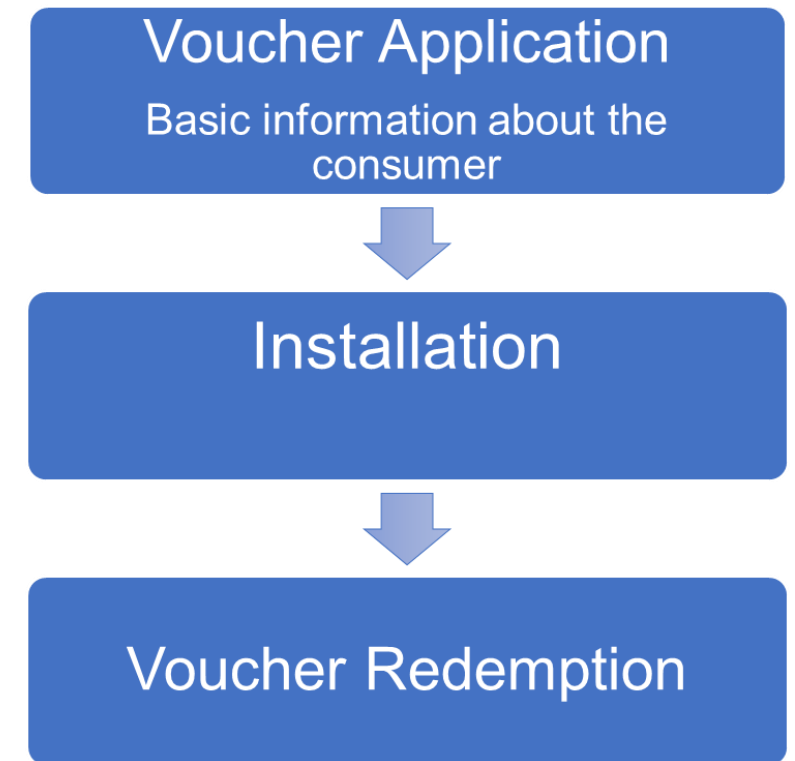 Voucher Application
Basic information about the
consumer
Installation
Voucher Redemption